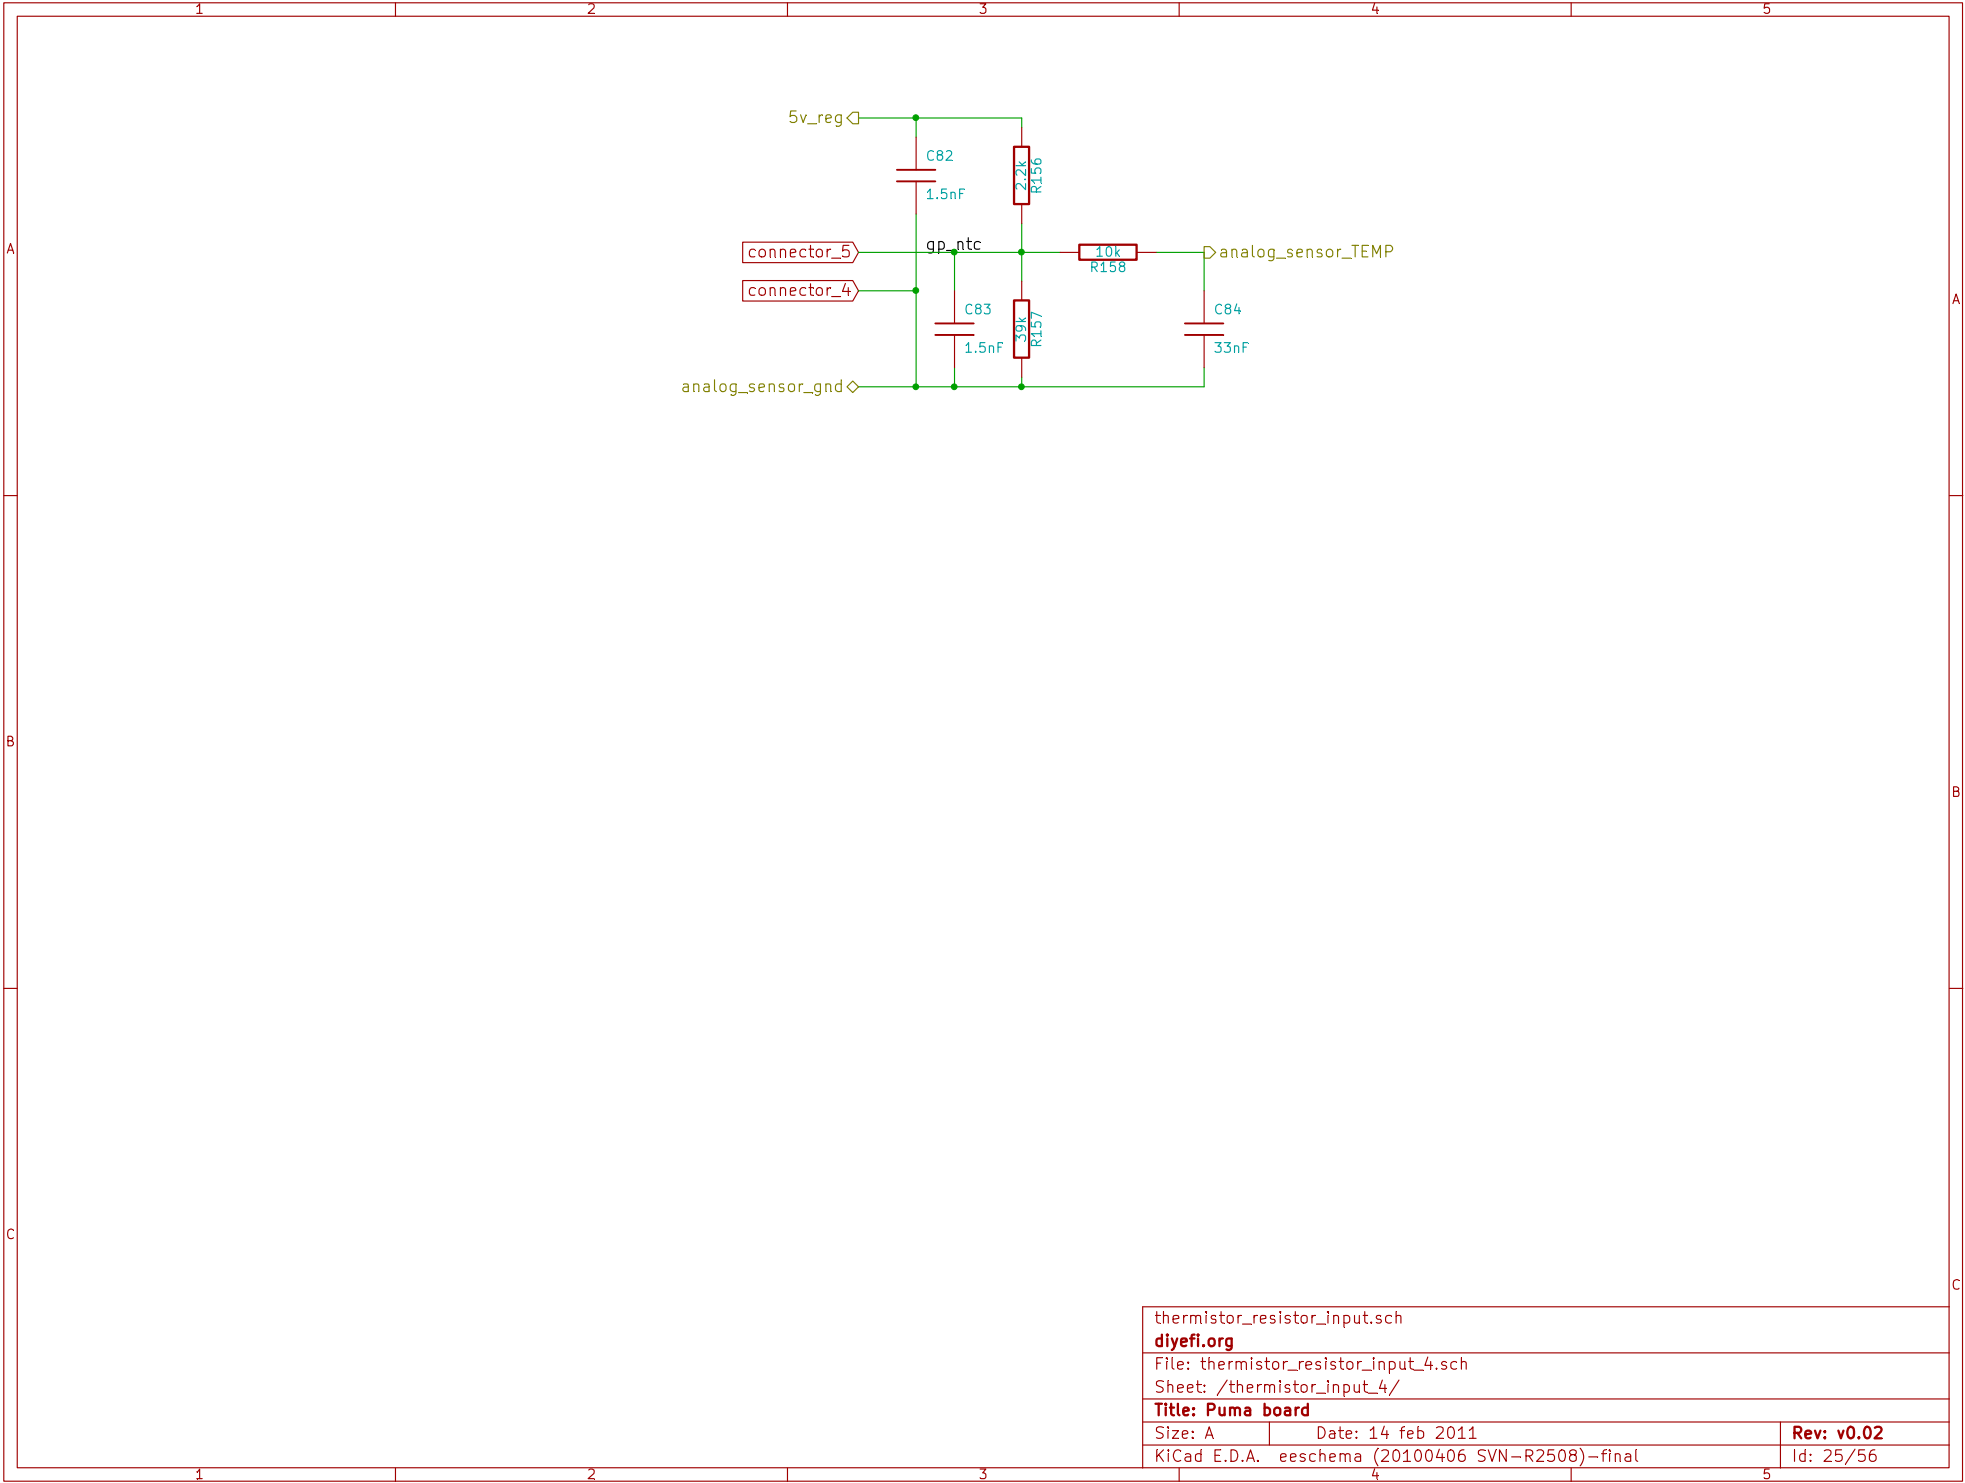 1 2 3 4 5
5v_reg
C82
1.5nF
2.2k
R156
A
connector_5
gp_ntc
10k
R158
analog_sensor_TEMP
connector_4
A
C83
1.5nF
39k
R157
C84
33nF
analog_sensor_gnd
B
B
C
C
thermistor_resistor_input.sch
diyefi.org
File: thermistor_resistor_input_4.sch
Sheet: /thermistor_input_4/
Title: Puma board
Size: A Date: 14 feb 2011 Rev: v0.02
KiCad E.D.A. eeschema (20100406 SVN-R2508)-final Id: 25/56
1 2 3 4 5